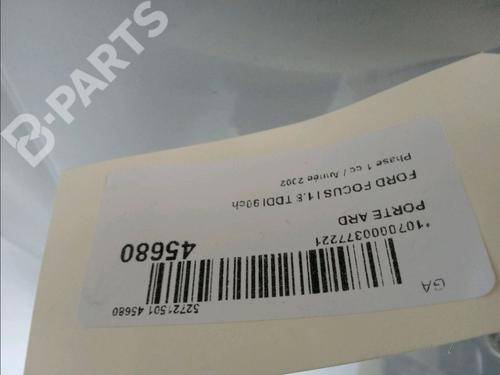 B-PARTS
GA
*1070000377221
PORTE ARD
FORD FOCUS I 1.8 TDDI 90ch
Phase 1 cc / Année 2002
45680
52721501 45680